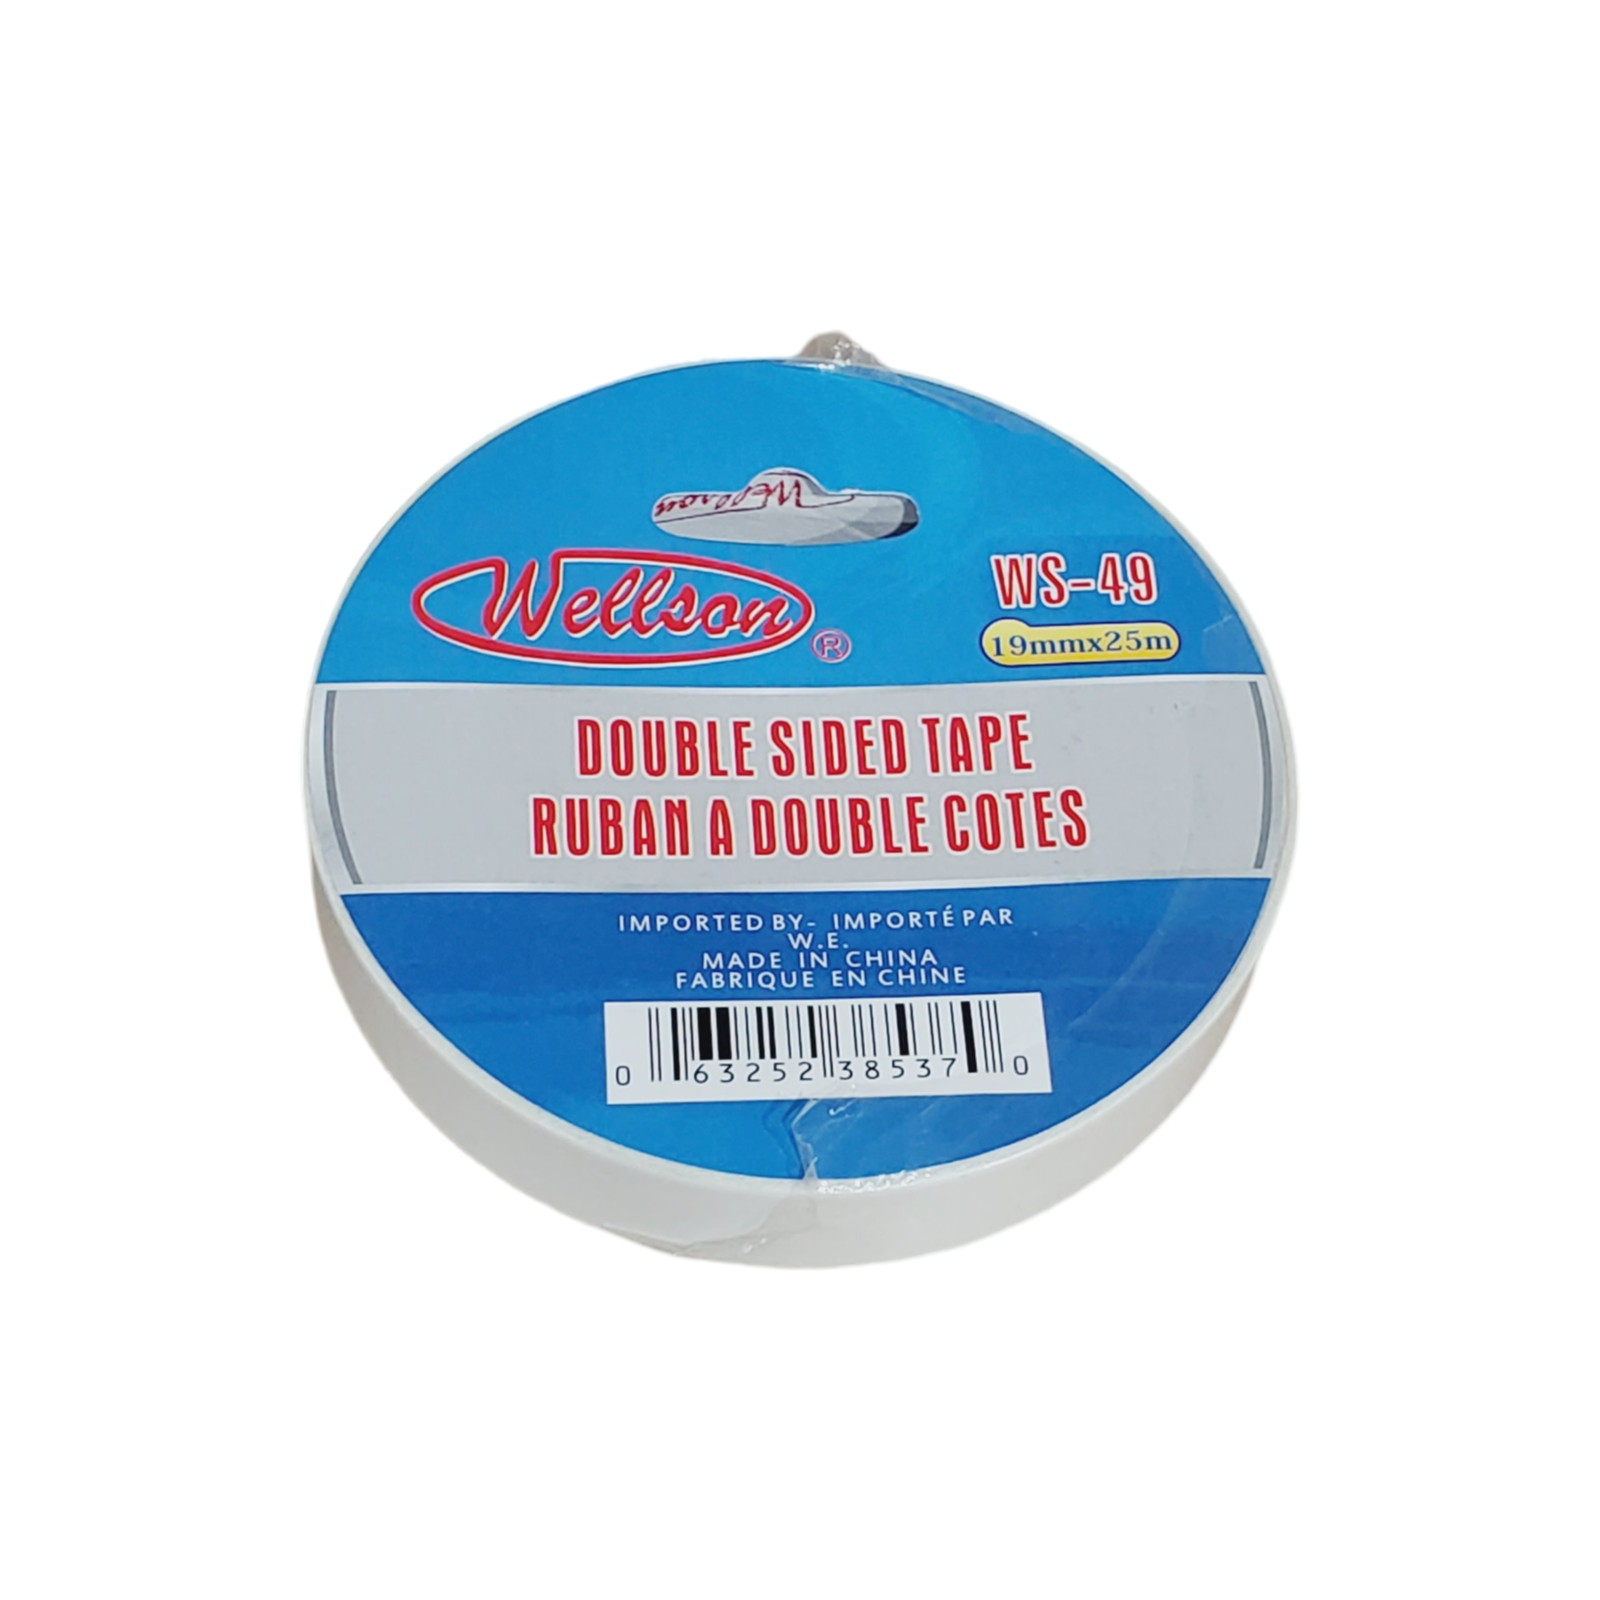 Wellson
Wellson ®
WS-49
19mmx25m
DOUBLE SIDED TAPE
RUBAN A DOUBLE COTES
IMPORTED BY- IMPORTÉ PAR
W.E.
MADE IN CHINA
FABRIQUE EN CHINE
0 63252 38537 0